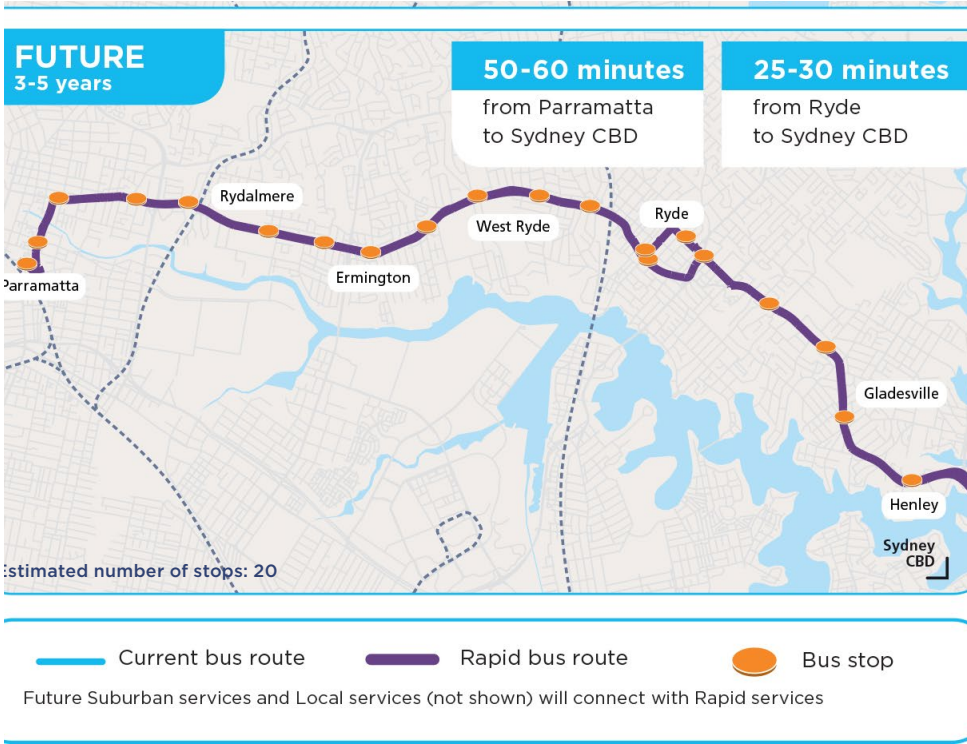 FUTURE
3-5 years
50-60 minutes
from Parramatta
to Sydney CBD
25-30 minutes
from Ryde
to Sydney CBD
Rydalmere
West Ryde
Ryde
Ermington
Parramatta
Gladesville
Henley
Sydney
CBD
Estimated number of stops: 20
Current bus route
Rapid bus route
Bus stop
Future Suburban services and Local services (not shown) will connect with Rapid services